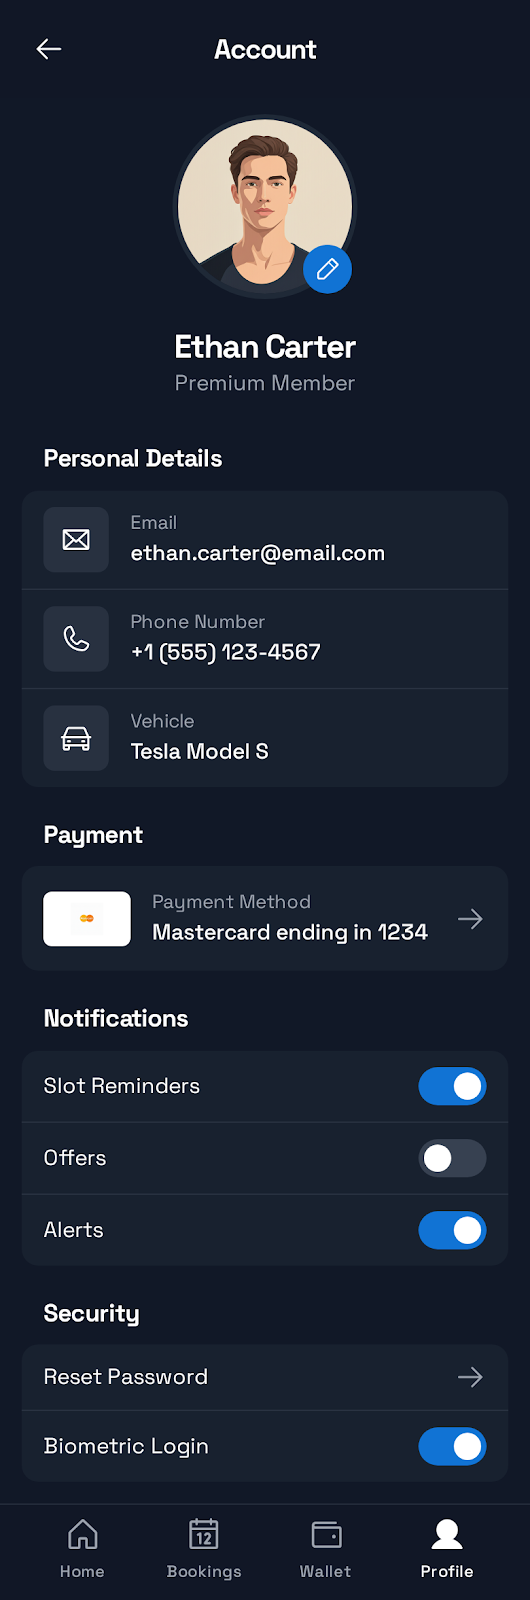 Account
Ethan Carter
Premium Member
Personal Details
Email
ethan.carter@email.com
Phone Number
+1 (555) 123-4567
Vehicle
Tesla Model S
Payment
Payment Method
Mastercard ending in 1234
Notifications
Slot Reminders
Offers
Alerts
Security
Reset Password
Biometric Login
12
Home
Bookings
Wallet
Profile